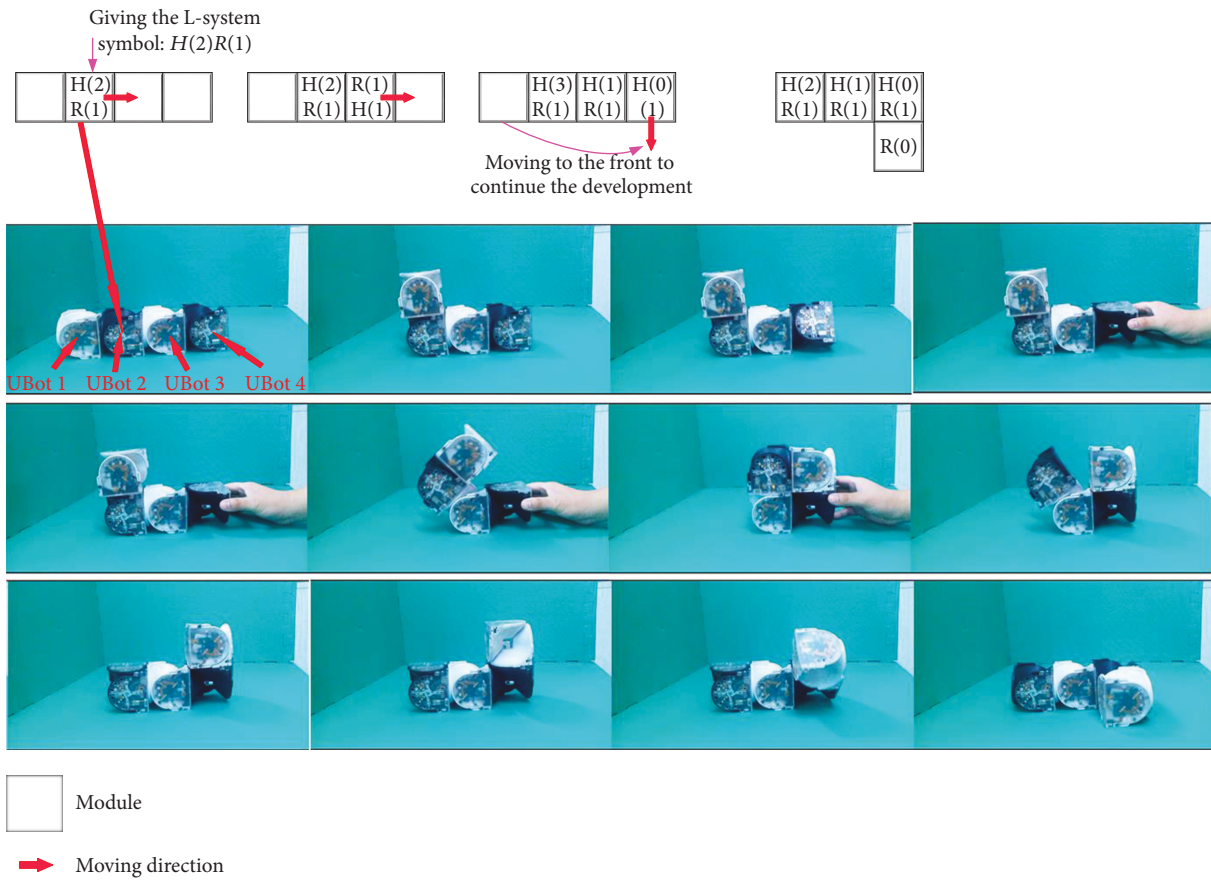 Giving the L-system
symbol: H(2)R(1)
H(2)
R(1)
H(2) R(1)
R(1) H(1)
H(3) H(1) H(0)
R(1) R(1) (1)
H(2) H(1) H(0)
R(1) R(1) R(1)
R(0)
Moving to the front to
continue the development
UBot 1 UBot 2 UBot 3 UBot 4
Module
Moving direction